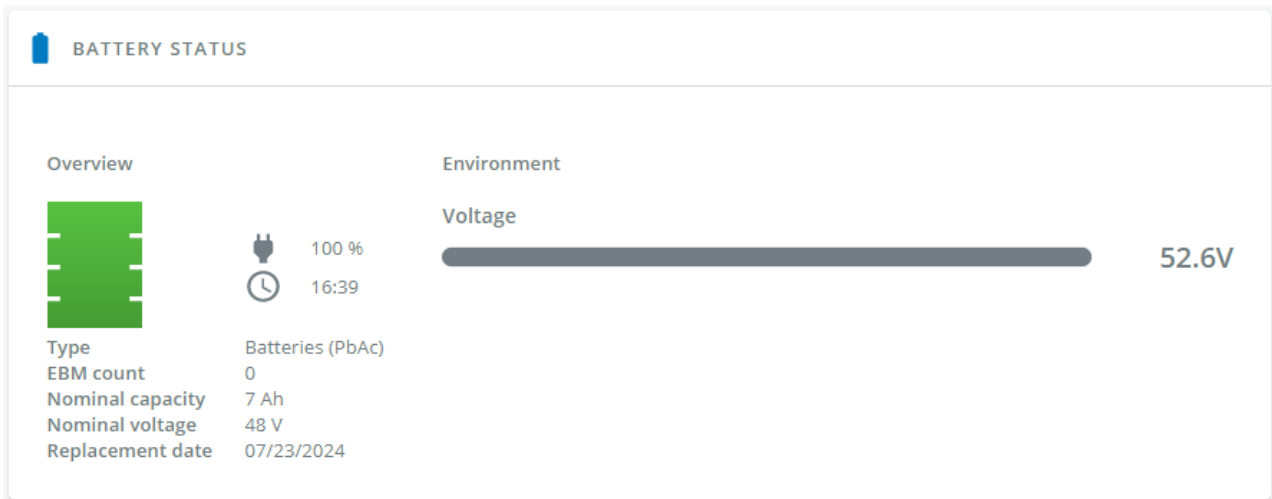 BATTERY STATUS
Overview
100 %
16:39
Type Batteries (PbAc)
EBM count 0
Nominal capacity 7 Ah
Nominal voltage 48 V
Replacement date 07/23/2024
Environment
Voltage
52.6V